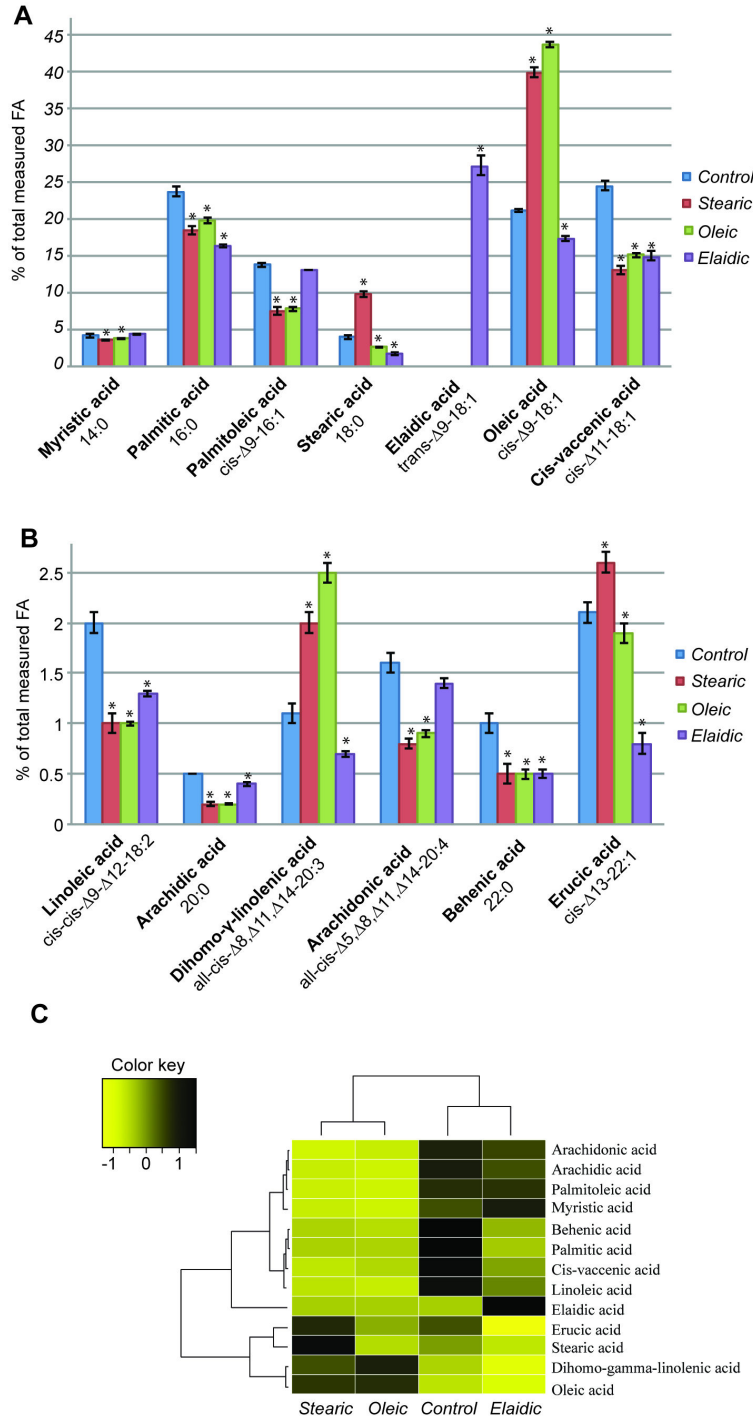 A
% of total measured FA
45
40
35
30
25
20
15
10
5
0
* * * * * * * * * * * * * * * *
Control
Stearic
Oleic
Elaidic
Myristic acid
14:0
Palmitic acid
16:0
Palmitoleic acid
cis-Δ9-16:1
Stearic acid
18:0
Elaidic acid
trans-Δ9-18:1
Oleic acid
cis-Δ9-18:1
Cis-vaccenic acid
cis-Δ11-18:1
B
% of total measured FA
2.5
2
1.5
1
0.5
0
* * * * * * * * * * * * * * * * *
Control
Stearic
Oleic
Elaidic
Linoleic acid
cis-cis-Δ9-Δ12-18:2
Arachidic acid
20:0
Dihomo-γ-linolenic acid
all-cis-Δ8,Δ11,Δ14-20:3
Arachidonic acid
all-cis-Δ5,Δ8,Δ11,Δ14-20:4
Behenic acid
22:0
Erucic acid
cis-Δ13-22:1
C
Color key
-1 0 1
Arachidonic acid
Arachidic acid
Palmitoleic acid
Myristic acid
Behenic acid
Palmitic acid
Cis-vaccenic acid
Linoleic acid
Elaidic acid
Erucic acid
Stearic acid
Dihomo-gamma-linolenic acid
Oleic acid
Stearic Oleic Control Elaidic